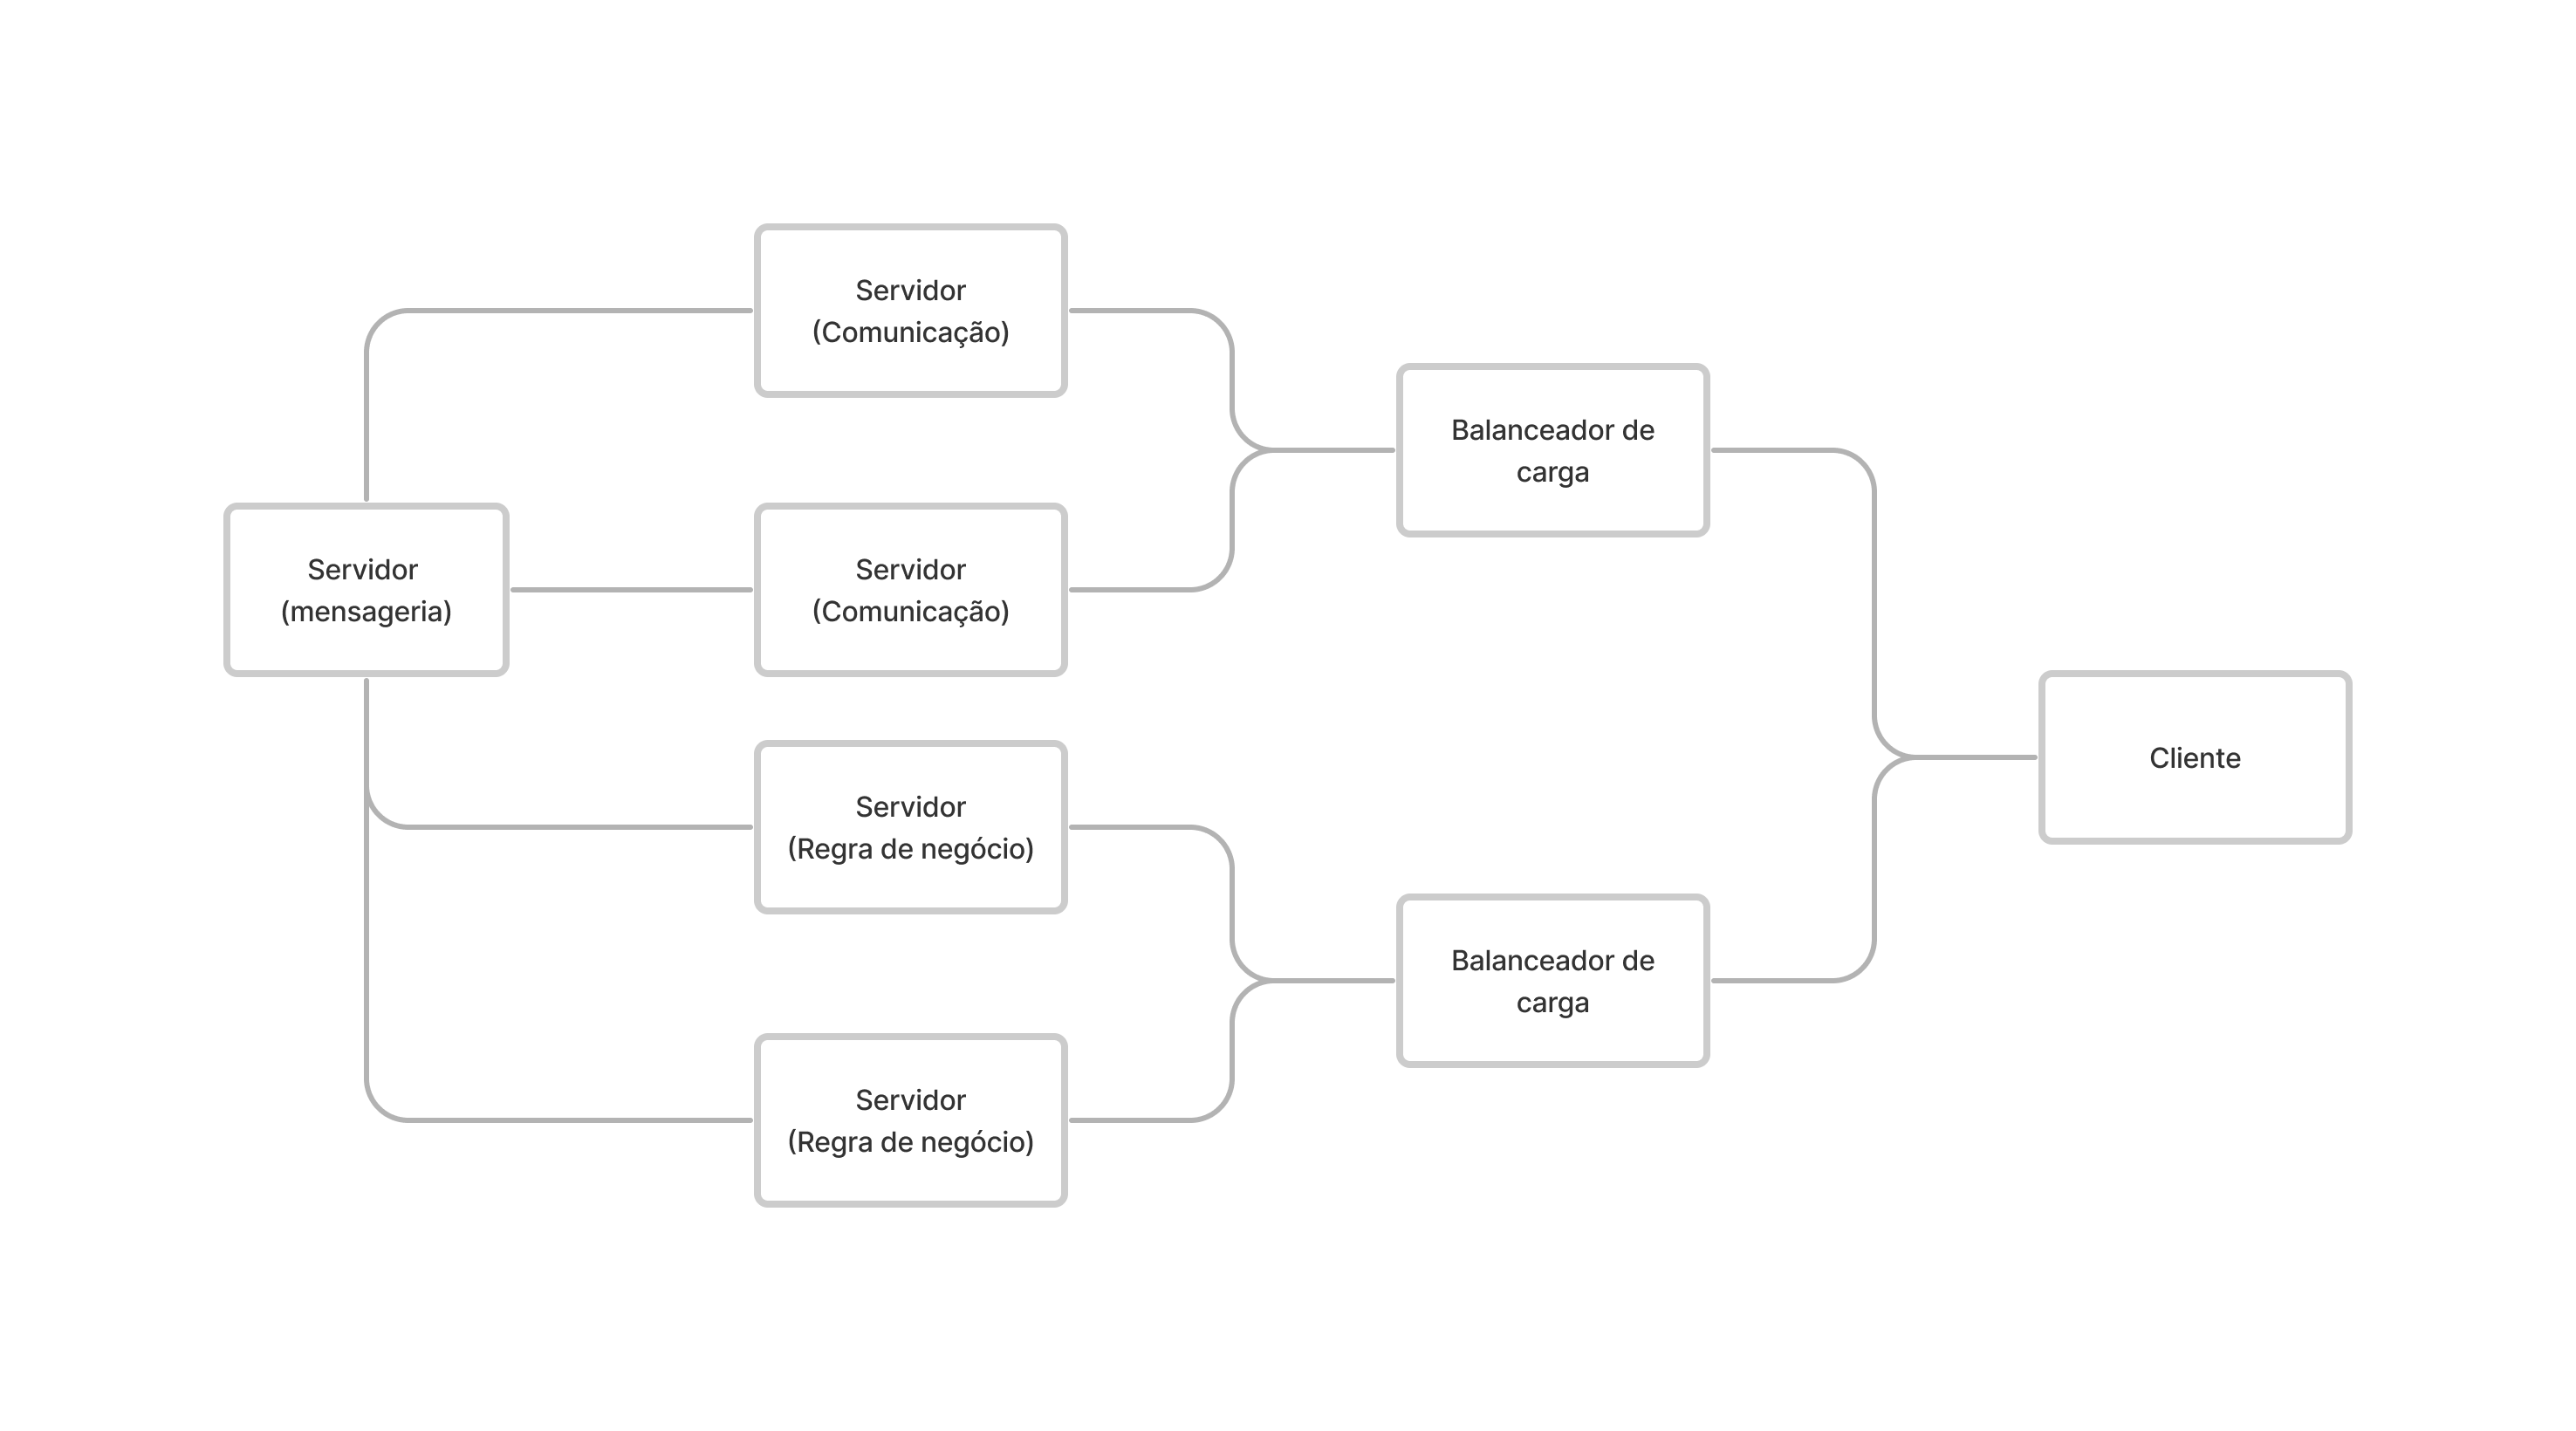 Servidor
(Comunicação)
Balanceador de
carga
Servidor
(mensageria)
Servidor
(Comunicação)
Cliente
Servidor
(Regra de negócio)
Balanceador de
carga
Servidor
(Regra de negócio)